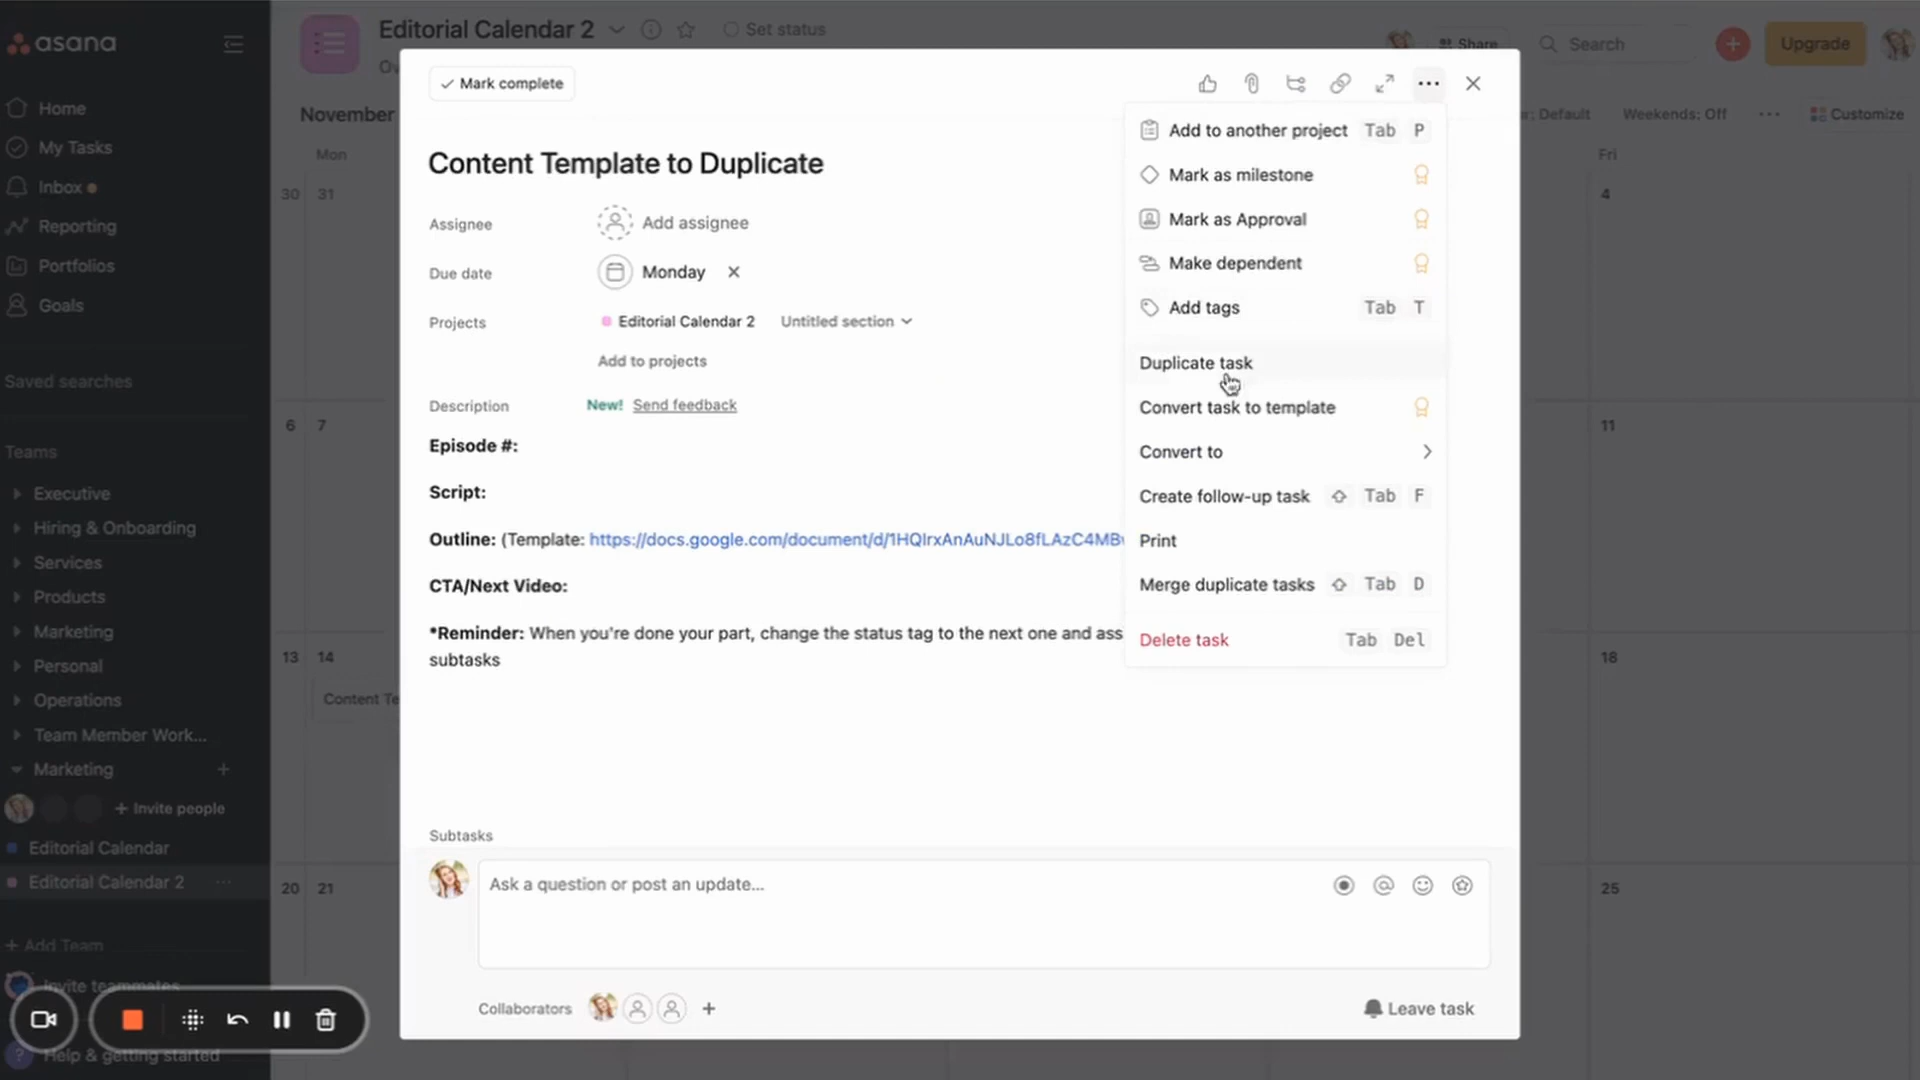 asana
Home
My Tasks
Inbox
Reporting
Portfolios
Goals
Saved searches
Teams
Executive
Hiring & Onboarding
Services
Products
Marketing
Personal
Operations
Team Member Work...
Marketing +
+ Invite people
Editorial Calendar
Editorial Calendar 2 ...
+ Add Team
Invite teammates
? Help & getting started
Editorial Calendar 2
Set status
Share
Search
Upgrade
November
Default
Weekends: Off
...
Customize
Mon
Fri
30 31
4
6 7
11
13 14
18
Content Te
20 21
25
✓ Mark complete
Content Template to Duplicate
Assignee Add assignee
Due date Monday ×
Projects Editorial Calendar 2 Untitled section
Add to projects
Description New! Send feedback
Episode #:
Script:
Outline: (Template: https://docs.google.com/document/d/1HQIrxAnAuNJLo8fLAzC4MB
CTA/Next Video:
*Reminder: When you're done your part, change the status tag to the next one and ass
subtasks
Subtasks
Ask a question or post an update...
Collaborators +
Leave task
Add to another project Tab P
Mark as milestone
Mark as Approval
Make dependent
Add tags Tab T
Duplicate task
Convert task to template
Convert to
Create follow-up task Tab F
Print
Merge duplicate tasks Tab D
Delete task Tab Del